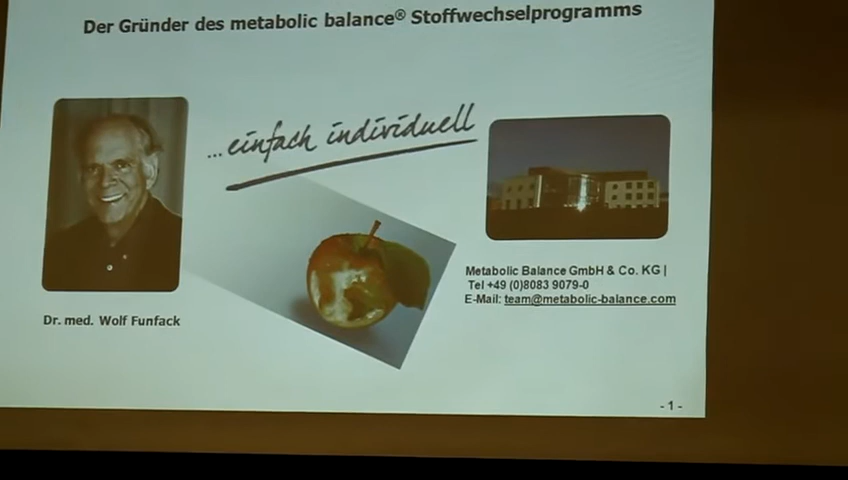 Der Gründer des metabolic balance® Stoffwechselprogramms
...einfach individuell
Metabolic Balance GmbH & Co. KG |
Tel +49 (0)8083 9079-0
E-Mail: team@metabolic-balance.com
Dr. med. Wolf Funfack
- 1 -